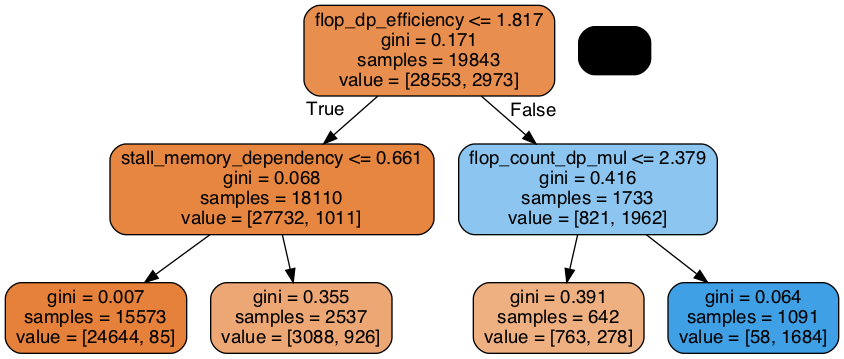 flop_dp_efficiency <= 1.817
gini = 0.171
samples = 19843
value = [28553, 2973]
True
False
stall_memory_dependency <= 0.661
gini = 0.068
samples = 18110
value = [27732, 1011]
flop_count_dp_mul <= 2.379
gini = 0.416
samples = 1733
value = [821, 1962]
gini = 0.007
samples = 15573
value = [24644, 85]
gini = 0.355
samples = 2537
value = [3088, 926]
gini = 0.391
samples = 642
value = [763, 278]
gini = 0.064
samples = 1091
value = [58, 1684]